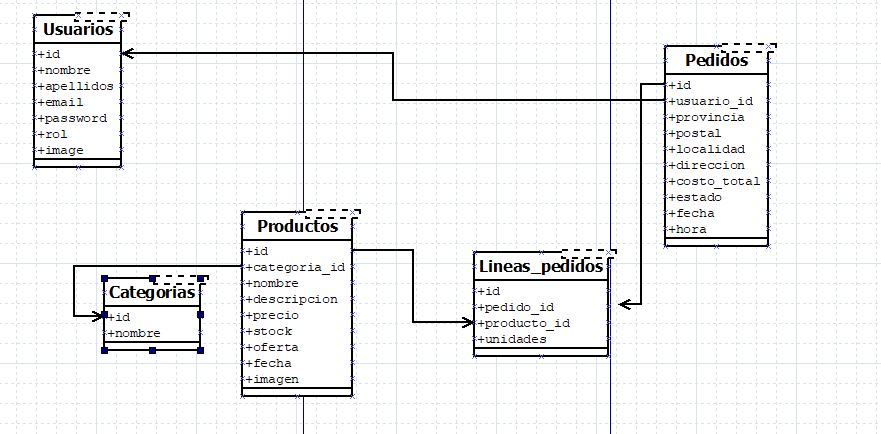 Usuarios
+id
+nombre
+apellidos
+email
+password
+rol
+image
Pedidos
+id
+usuario_id
+provincia
+postal
+localidad
+direccion
+costo_total
+estado
+fecha
+hora
Productos
+id
+categoria_id
+nombre
+descripcion
+precio
+stock
+oferta
+fecha
+imagen
Categorias
+id
+nombre
Lineas_pedidos
+id
+pedido_id
+producto_id
+unidades